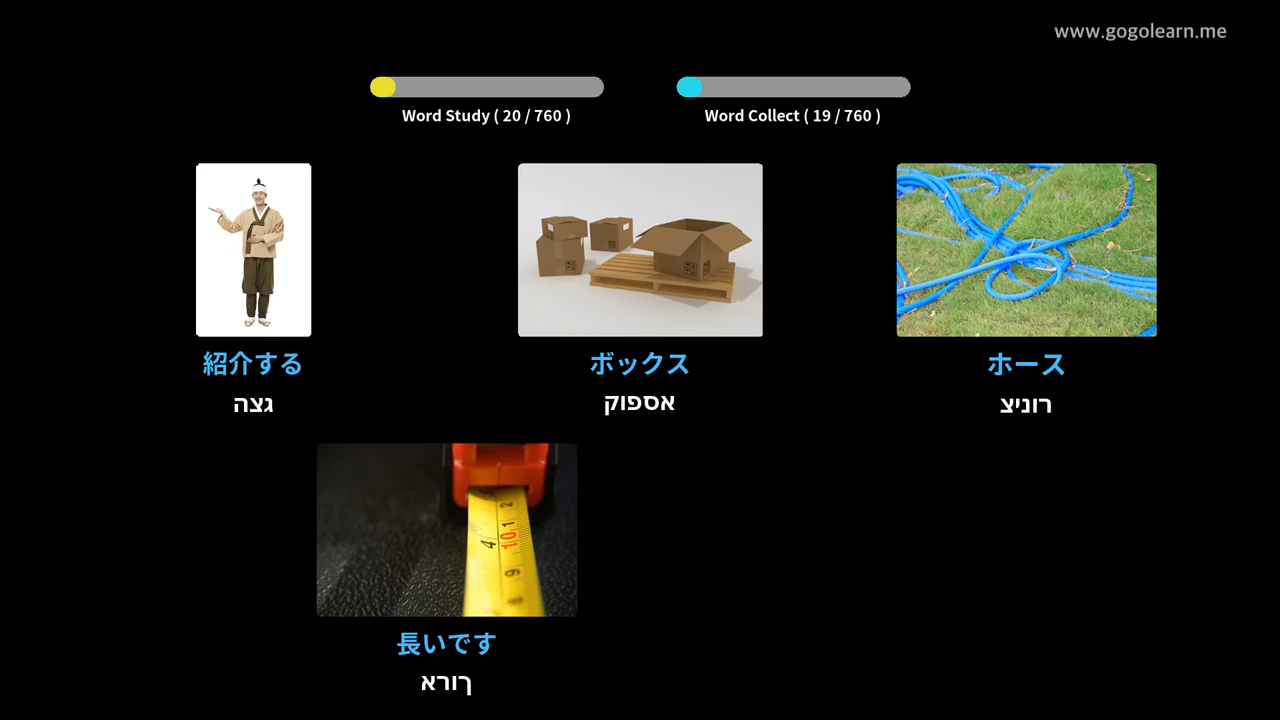 www.gogolearn.me
Word Study ( 20 / 760 )
Word Collect ( 19 / 760 )
紹介する
גצה
ボックス
אספוק
ホース
רוניצ
長いです
ךורא